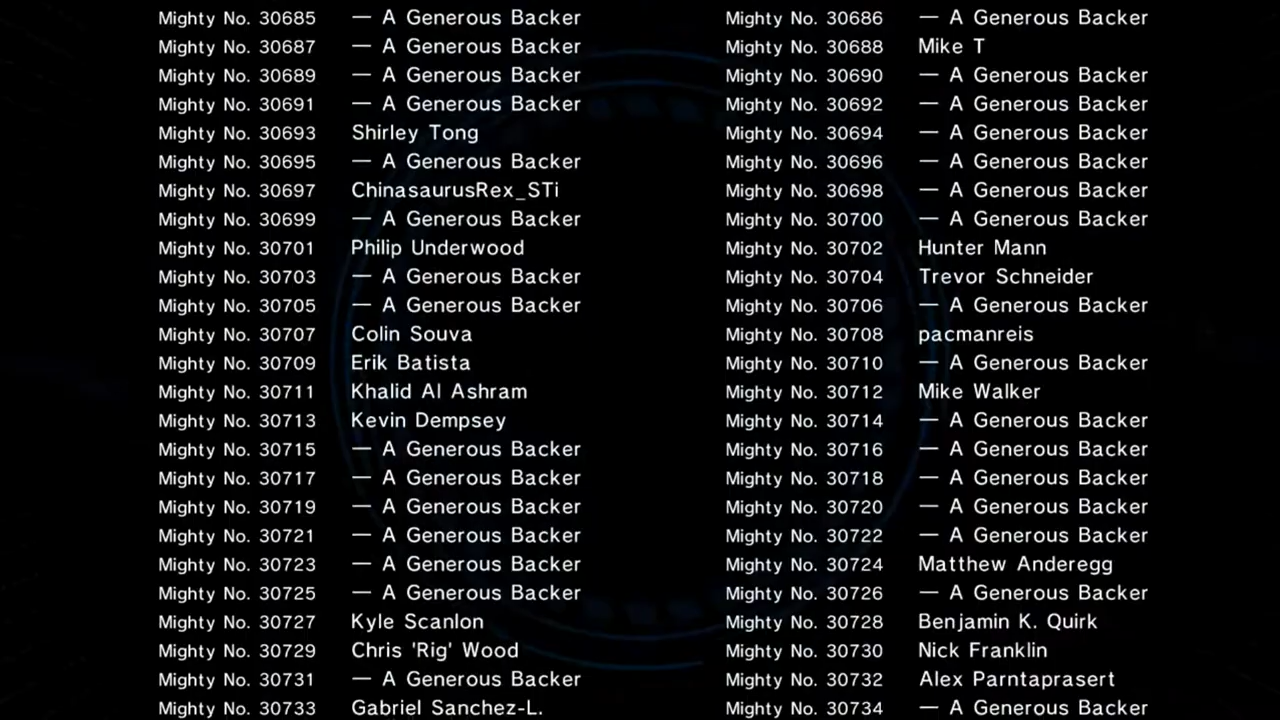 Mighty No. 30685 — A Generous Backer Mighty No. 30686 — A Generous Backer
Mighty No. 30687 — A Generous Backer Mighty No. 30688 Mike T
Mighty No. 30689 — A Generous Backer Mighty No. 30690 — A Generous Backer
Mighty No. 30691 — A Generous Backer Mighty No. 30692 — A Generous Backer
Mighty No. 30693 Shirley Tong Mighty No. 30694 — A Generous Backer
Mighty No. 30695 — A Generous Backer Mighty No. 30696 — A Generous Backer
Mighty No. 30697 ChinasaurusRex_STi Mighty No. 30698 — A Generous Backer
Mighty No. 30699 — A Generous Backer Mighty No. 30700 — A Generous Backer
Mighty No. 30701 Philip Underwood Mighty No. 30702 Hunter Mann
Mighty No. 30703 — A Generous Backer Mighty No. 30704 Trevor Schneider
Mighty No. 30705 — A Generous Backer Mighty No. 30706 — A Generous Backer
Mighty No. 30707 Colin Souva Mighty No. 30708 pacmanreis
Mighty No. 30709 Erik Batista Mighty No. 30710 — A Generous Backer
Mighty No. 30711 Khalid Al Ashram Mighty No. 30712 Mike Walker
Mighty No. 30713 Kevin Dempsey Mighty No. 30714 — A Generous Backer
Mighty No. 30715 — A Generous Backer Mighty No. 30716 — A Generous Backer
Mighty No. 30717 — A Generous Backer Mighty No. 30718 — A Generous Backer
Mighty No. 30719 — A Generous Backer Mighty No. 30720 — A Generous Backer
Mighty No. 30721 — A Generous Backer Mighty No. 30722 — A Generous Backer
Mighty No. 30723 — A Generous Backer Mighty No. 30724 Matthew Anderegg
Mighty No. 30725 — A Generous Backer Mighty No. 30726 — A Generous Backer
Mighty No. 30727 Kyle Scanlon Mighty No. 30728 Benjamin K. Quirk
Mighty No. 30729 Chris 'Rig' Wood Mighty No. 30730 Nick Franklin
Mighty No. 30731 — A Generous Backer Mighty No. 30732 Alex Parntaprasert
Mighty No. 30733 Gabriel Sanchez-L. Mighty No. 30734 — A Generous Backer